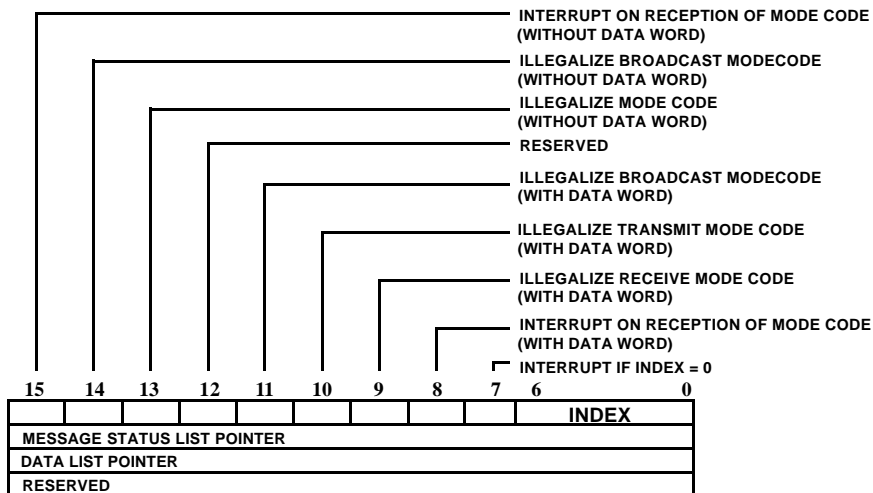 INTERRUPT ON RECEPTION OF MODE CODE
(WITHOUT DATA WORD)
ILLEGALIZE BROADCAST MODECODE
(WITHOUT DATA WORD)
ILLEGALIZE MODE CODE
(WITHOUT DATA WORD)
RESERVED
ILLEGALIZE BROADCAST MODECODE
(WITH DATA WORD)
ILLEGALIZE TRANSMIT MODE CODE
(WITH DATA WORD)
ILLEGALIZE RECEIVE MODE CODE
(WITH DATA WORD)
INTERRUPT ON RECEPTION OF MODE CODE
(WITH DATA WORD)
INTERRUPT IF INDEX = 0
15 14 13 12 11 10 9 8 7 6 0
INDEX
MESSAGE STATUS LIST POINTER
DATA LIST POINTER
RESERVED